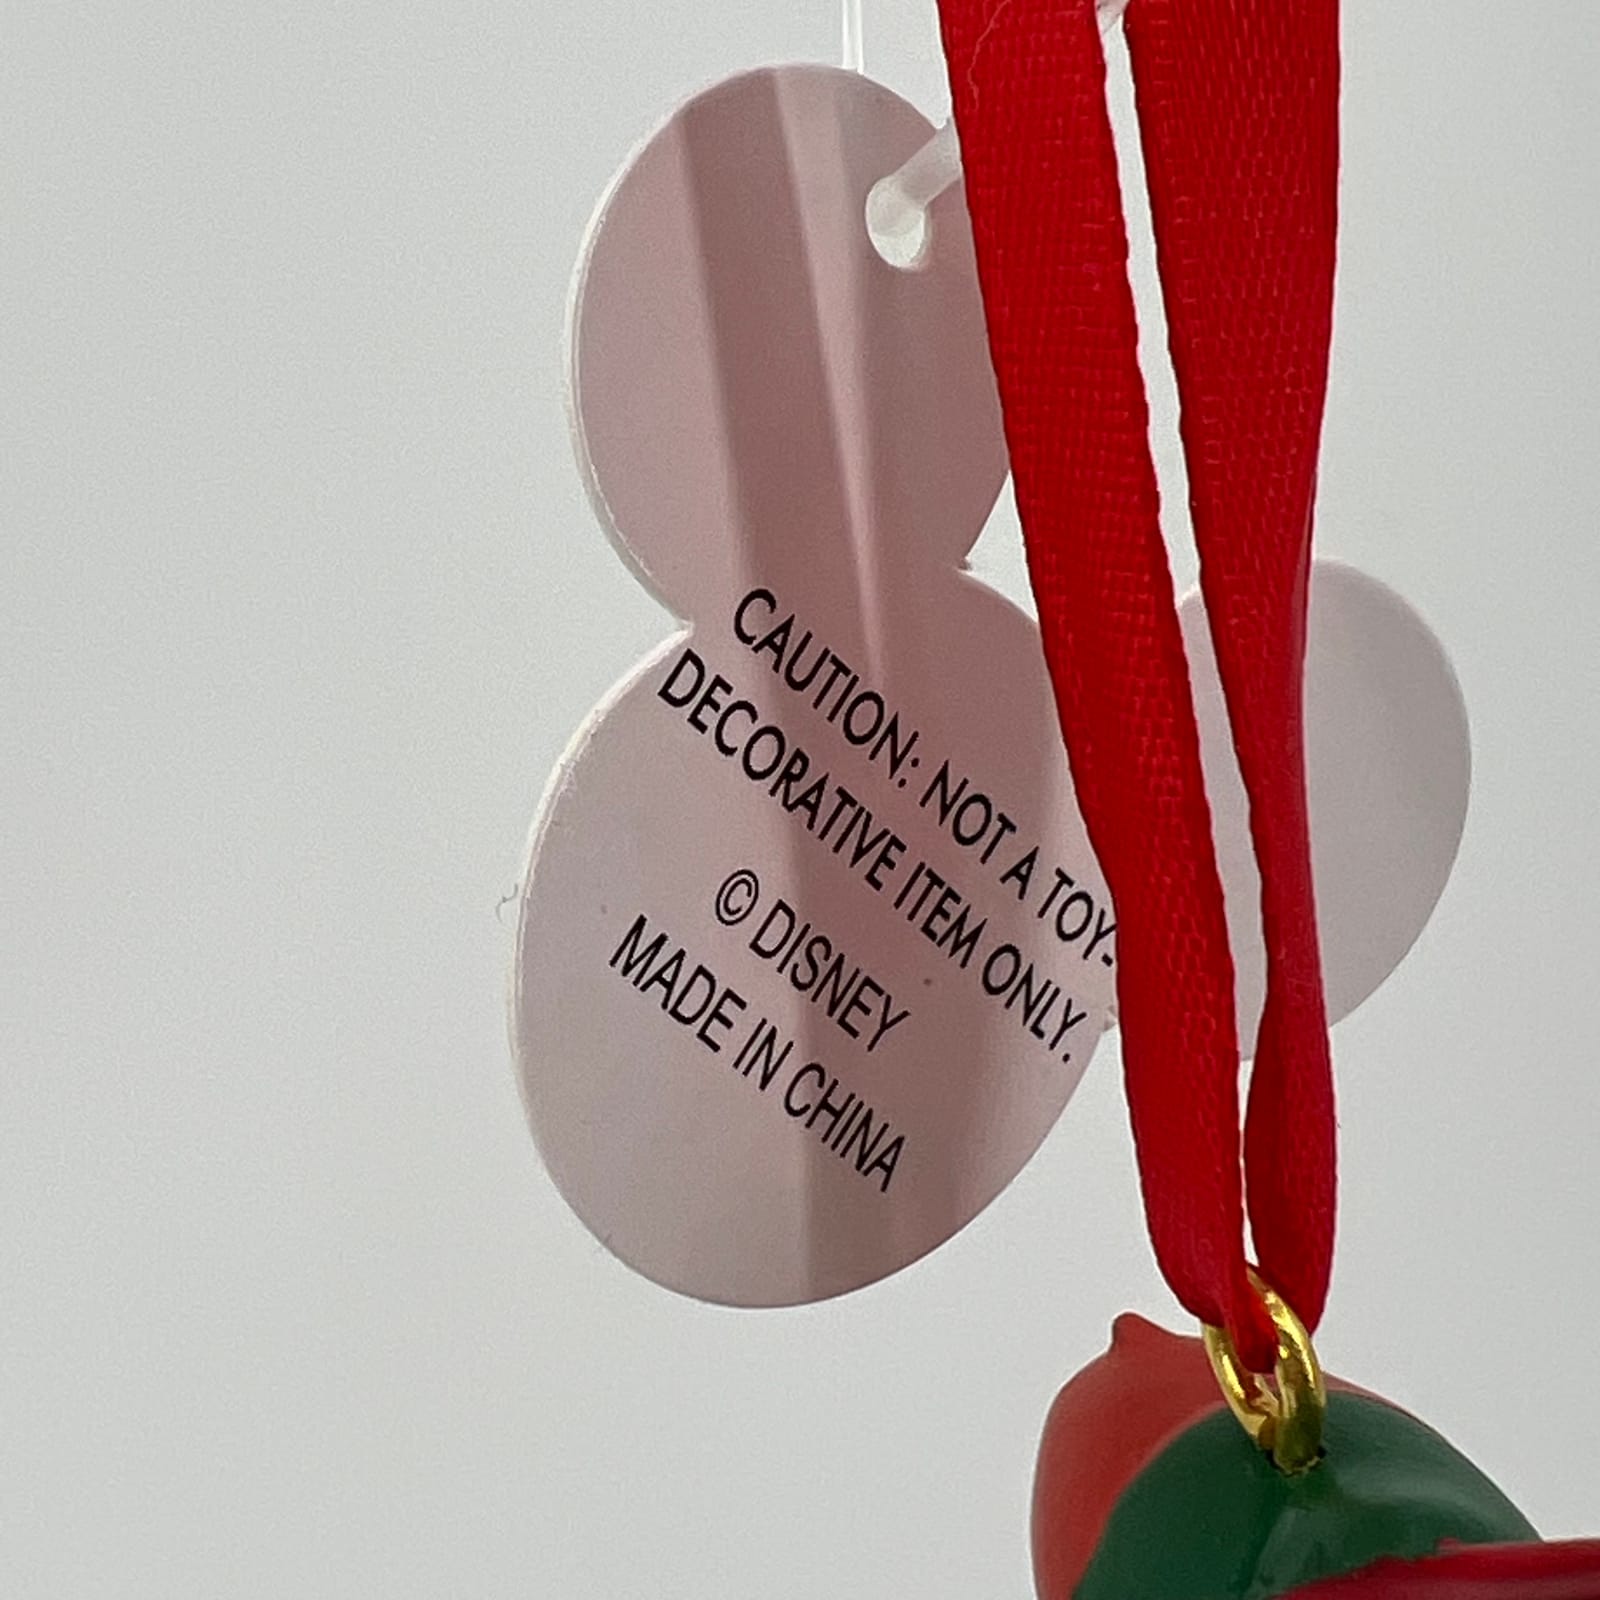 CAUTION: NOT A TOY-
DECORATIVE ITEM ONLY.
© DISNEY
MADE IN CHINA